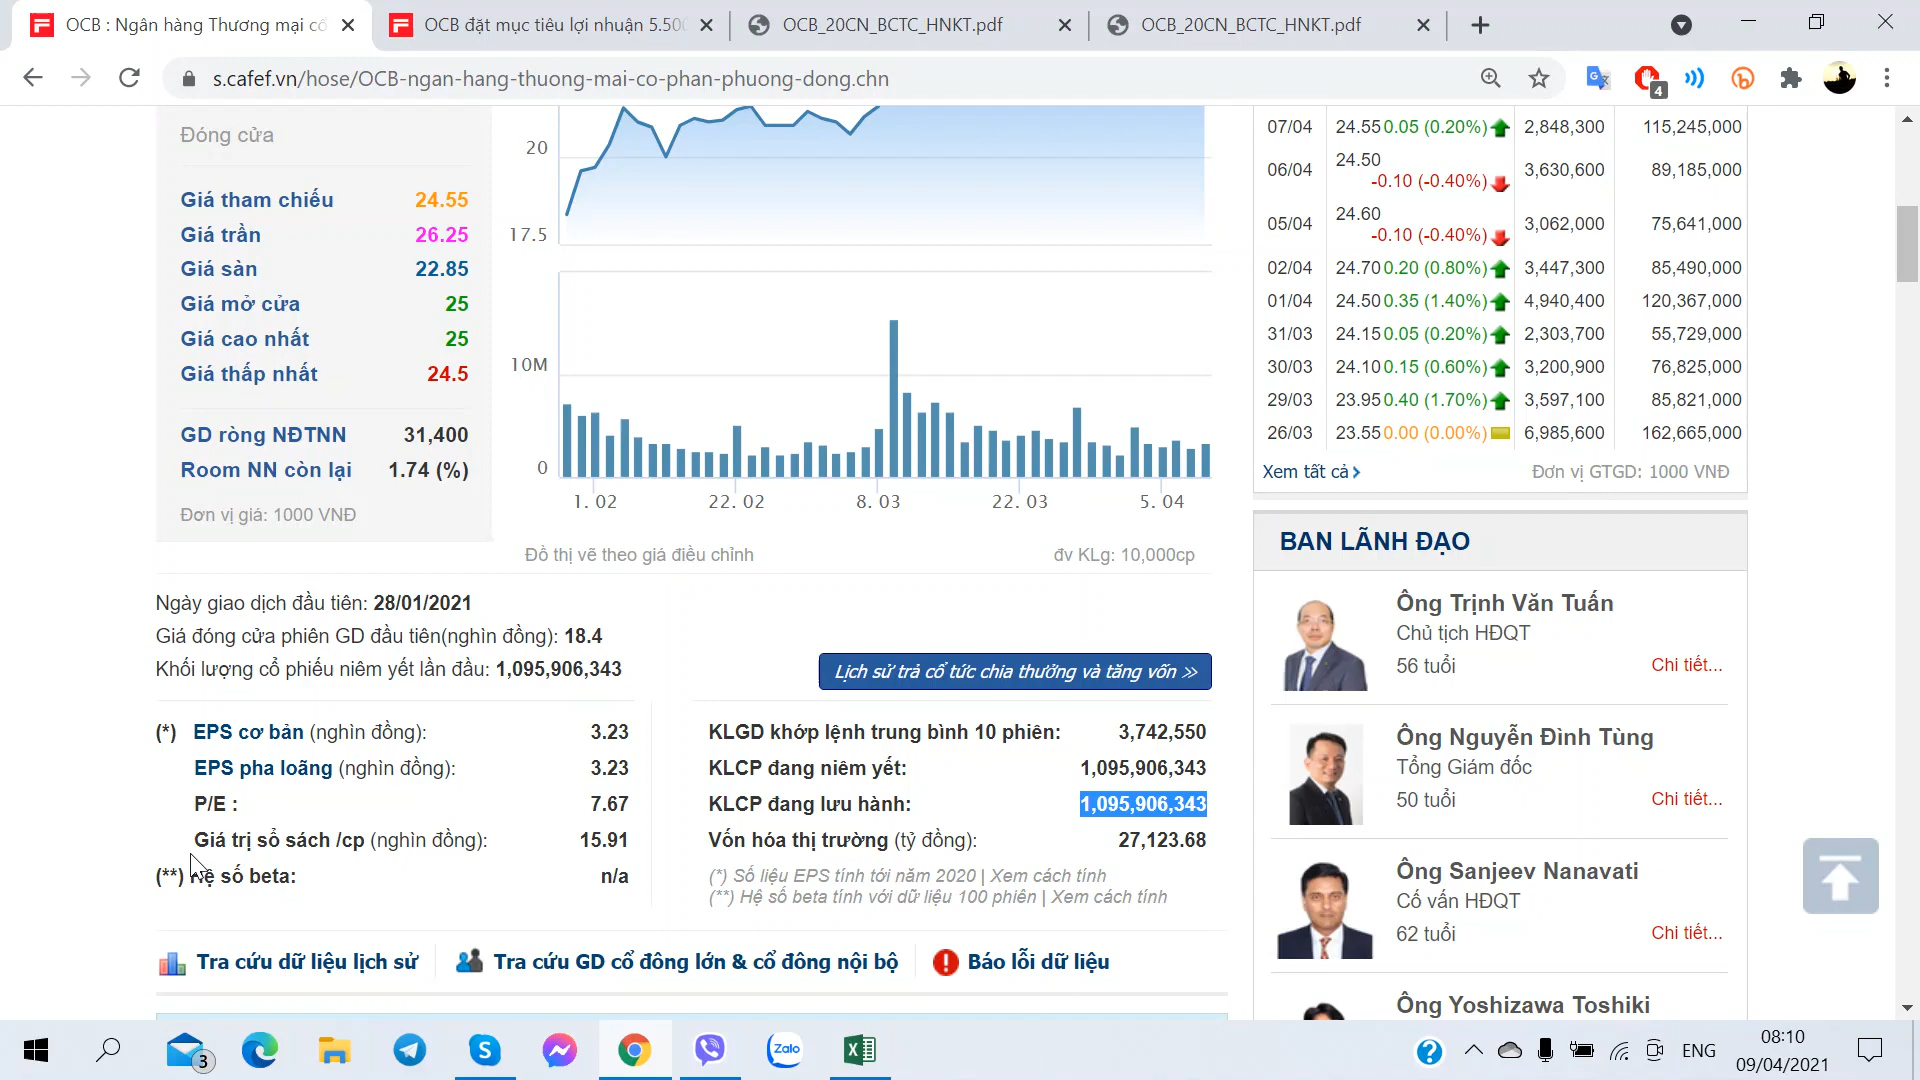 OCB : Ngân hàng Thương mại cố
OCB đặt mục tiêu lợi nhuận 5.500
OCB_20CN_BCTC_HNKT.pdf
OCB_20CN_BCTC_HNKT.pdf
s.cafef.vn/hose/OCB-ngan-hang-thuong-mai-co-phan-phuong-dong.chn
4
Đóng cửa
Giá tham chiếu 24.55
Giá trần 26.25
Giá sàn 22.85
Giá mở cửa 25
Giá cao nhất 25
Giá thấp nhất 24.5
GD ròng NĐTNN 31,400
Room NN còn lại 1.74 (%)
Đơn vị giá: 1000 VNĐ
20
17.5
10M
0
1. 02 22. 02 8. 03 22. 03 5. 04
Đồ thị vẽ theo giá điều chỉnh đv KLg: 10,000cp
07/04 24.55 0.05 (0.20%) 2,848,300 115,245,000
06/04 24.50 -0.10 (-0.40%) 3,630,600 89,185,000
05/04 24.60 -0.10 (-0.40%) 3,062,000 75,641,000
02/04 24.70 0.20 (0.80%) 3,447,300 85,490,000
01/04 24.50 0.35 (1.40%) 4,940,400 120,367,000
31/03 24.15 0.05 (0.20%) 2,303,700 55,729,000
30/03 24.10 0.15 (0.60%) 3,200,900 76,825,000
29/03 23.95 0.40 (1.70%) 3,597,100 85,821,000
26/03 23.55 0.00 (0.00%) 6,985,600 162,665,000
Xem tất cả Đơn vị GTGD: 1000 VNĐ
Ngày giao dịch đầu tiên: 28/01/2021
Giá đóng cửa phiên GD đầu tiên(nghìn đồng): 18.4
Khối lượng cổ phiếu niêm yết lần đầu: 1,095,906,343
Lịch sử trả cổ tức chia thưởng và tăng vốn >>
(*) EPS cơ bản (nghìn đồng): 3.23
EPS pha loãng (nghìn đồng): 3.23
P/E : 7.67
Giá trị sổ sách /cp (nghìn đồng): 15.91
(**) Hệ số beta: n/a
KLGD khớp lệnh trung bình 10 phiên: 3,742,550
KLCP đang niêm yết: 1,095,906,343
KLCP đang lưu hành: 1,095,906,343
Vốn hóa thị trường (tỷ đồng): 27,123.68
(*) Số liệu EPS tính tới năm 2020 | Xem cách tính
(**) Hệ số beta tính với dữ liệu 100 phiên | Xem cách tính
Tra cứu dữ liệu lịch sử Tra cứu GD cổ đông lớn & cổ đông nội bộ Báo lỗi dữ liệu
BAN LÃNH ĐẠO
Ông Trịnh Văn Tuấn
Chủ tịch HĐQT
56 tuổi Chi tiết...
Ông Nguyễn Đình Tùng
Tổng Giám đốc
50 tuổi Chi tiết...
Ông Sanjeev Nanavati
Cố vấn HĐQT
62 tuổi Chi tiết...
Ông Yoshizawa Toshiki
3
Zalo
ENG
08:10
09/04/2021